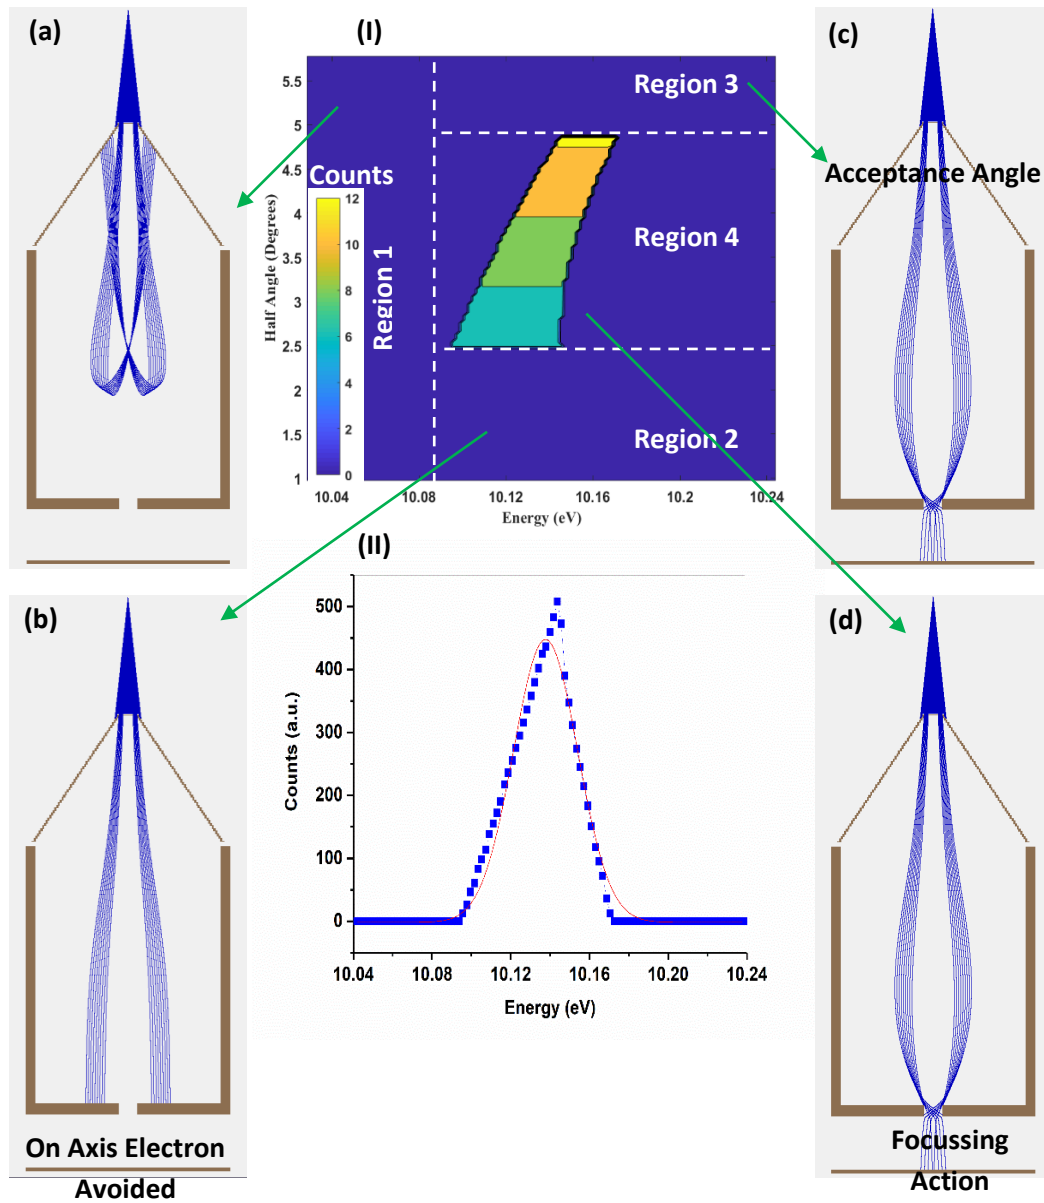 (a)
(I)
(c)
5.5
5
4.5
4
3.5
3
2.5
2
1.5
1
Half Angle (Degrees)
Region 3
Counts
12
10
8
6
4
2
0
Region 1
Region 4
Region 2
10.04
10.08
10.12
10.16
10.2
10.24
Energy (eV)
Acceptance Angle
(b)
On Axis Electron
Avoided
(II)
500
400
300
200
100
0
Counts (a.u.)
10.04
10.08
10.12
10.16
10.20
10.24
Energy (eV)
(d)
Focussing
Action